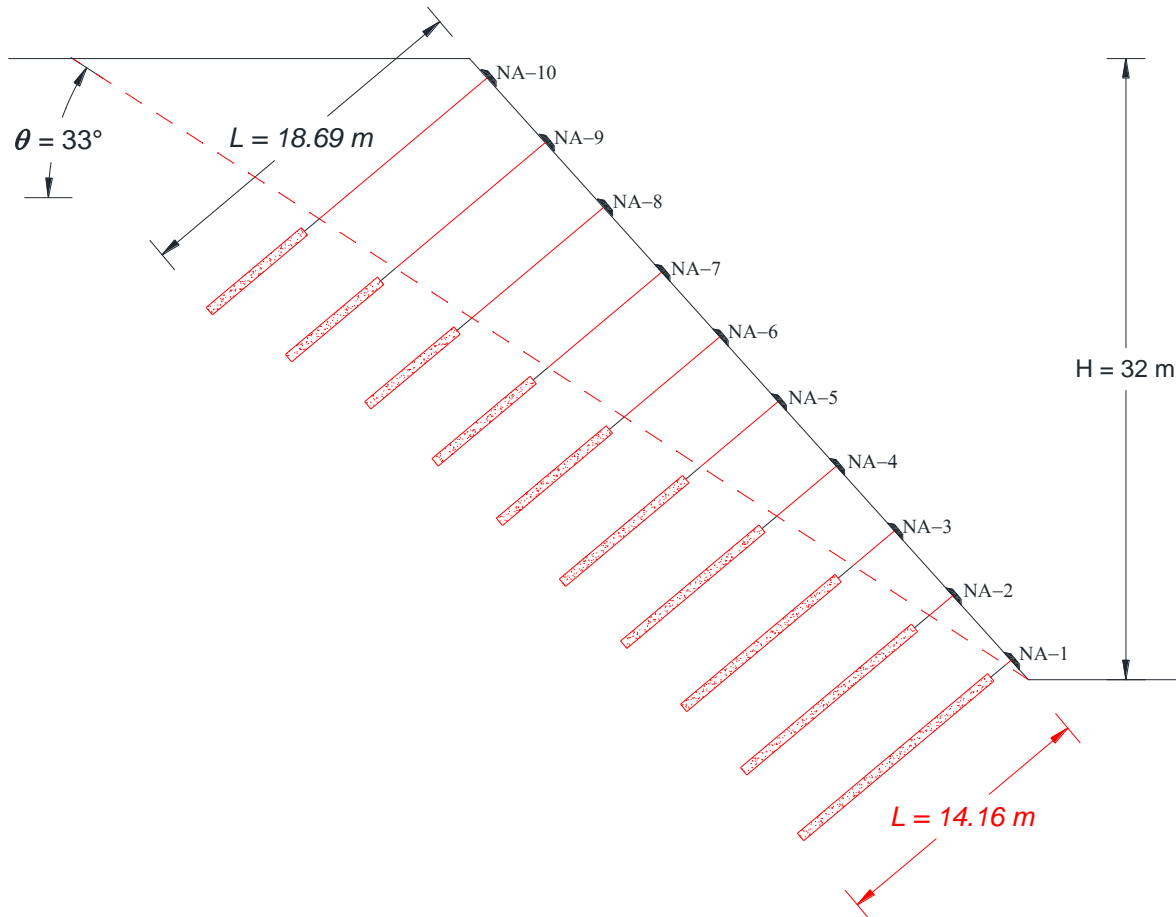 NA–10
θ = 33°
L = 18.69 m
NA–9
NA–8
NA–7
NA–6
H = 32 m
NA–5
NA–4
NA–3
NA–2
NA–1
L = 14.16 m